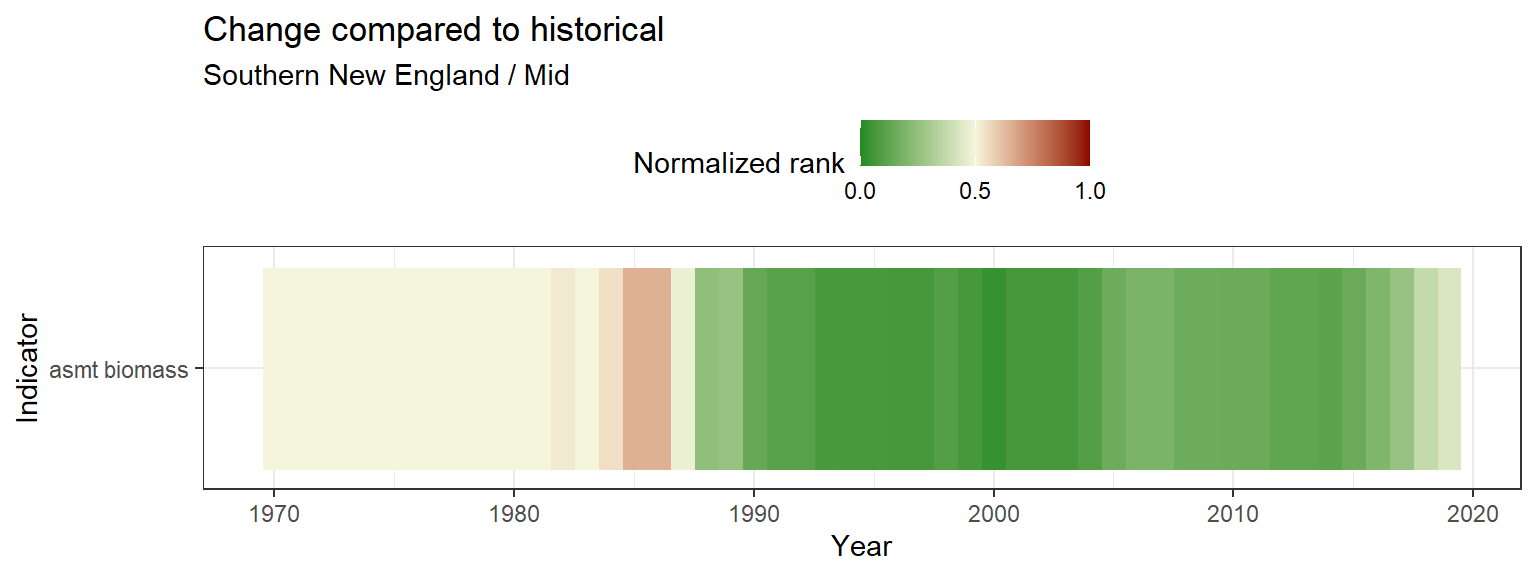 Change compared to historical
Southern New England / Mid
Normalized rank
0.0 0.5 1.0
Indicator
asmt biomass
1970 1980 1990 2000 2010 2020
Year